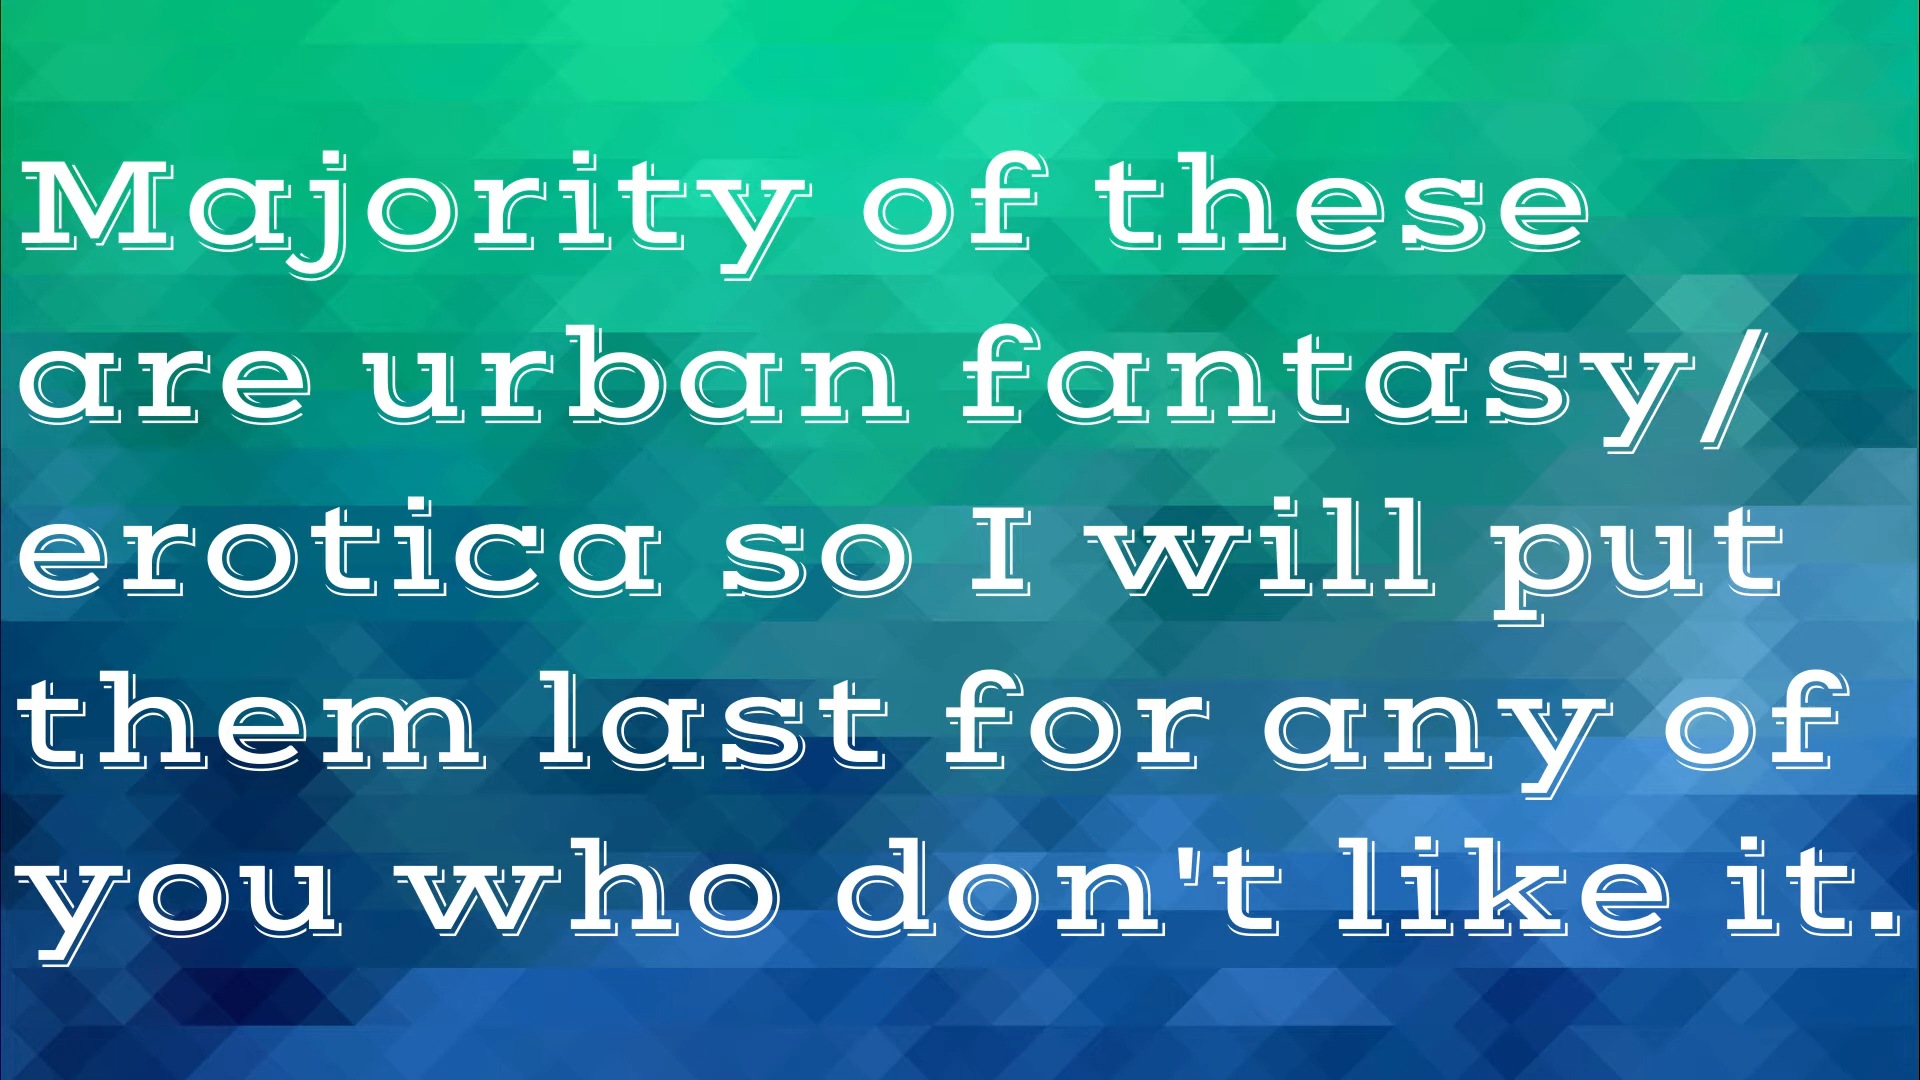 Majority of these
are urban fantasy/
erotica so I will put
them last for any of
you who don't like it.